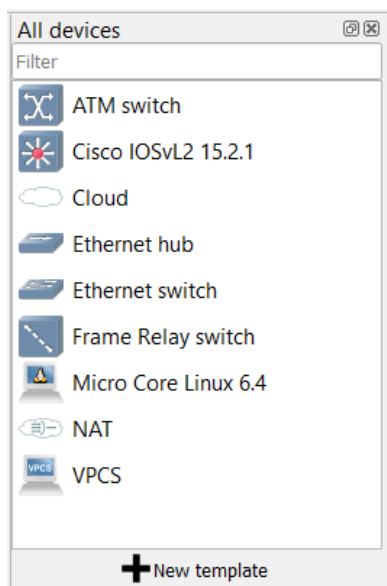 All devices
Filter
ATM switch
Cisco IOSvL2 15.2.1
Cloud
Ethernet hub
Ethernet switch
Frame Relay switch
Micro Core Linux 6.4
NAT
VPCS
VPCS
New template